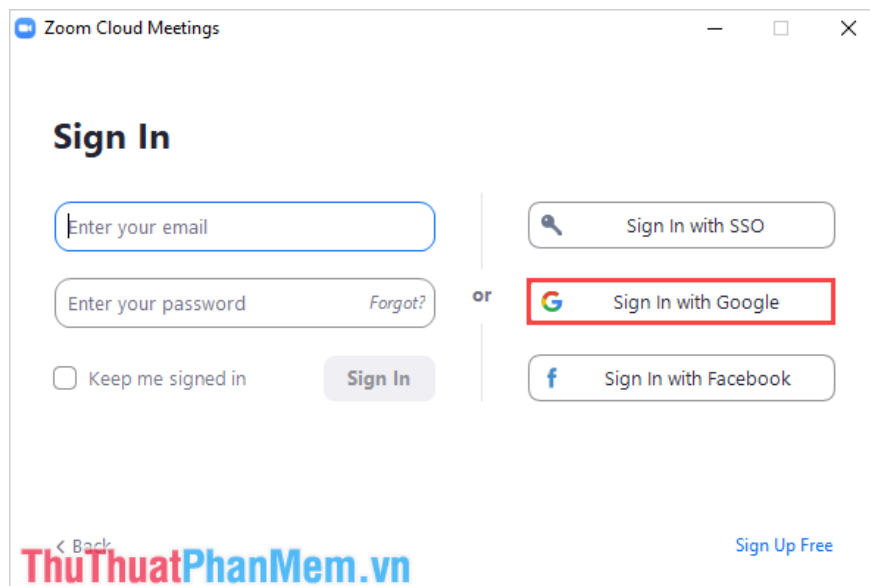 Zoom Cloud Meetings
Sign In
Enter your email
Enter your password Forgot?
Keep me signed in Sign In
or
Sign In with SSO
Sign In with Google
Sign In with Facebook
< Back
Sign Up Free
ThuThuatPhanMem.vn